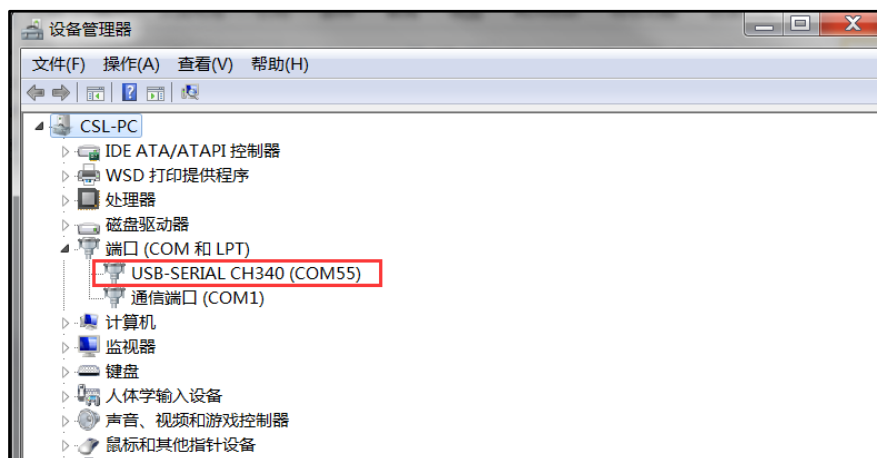 设备管理器
文件(F) 操作(A) 查看(V) 帮助(H)
CSL-PC
IDE ATA/ATAPI 控制器
WSD 打印提供程序
处理器
磁盘驱动器
端口 (COM 和 LPT)
USB-SERIAL CH340 (COM55)
通信端口 (COM1)
计算机
监视器
键盘
人体学输入设备
声音、视频和游戏控制器
鼠标和其他指针设备